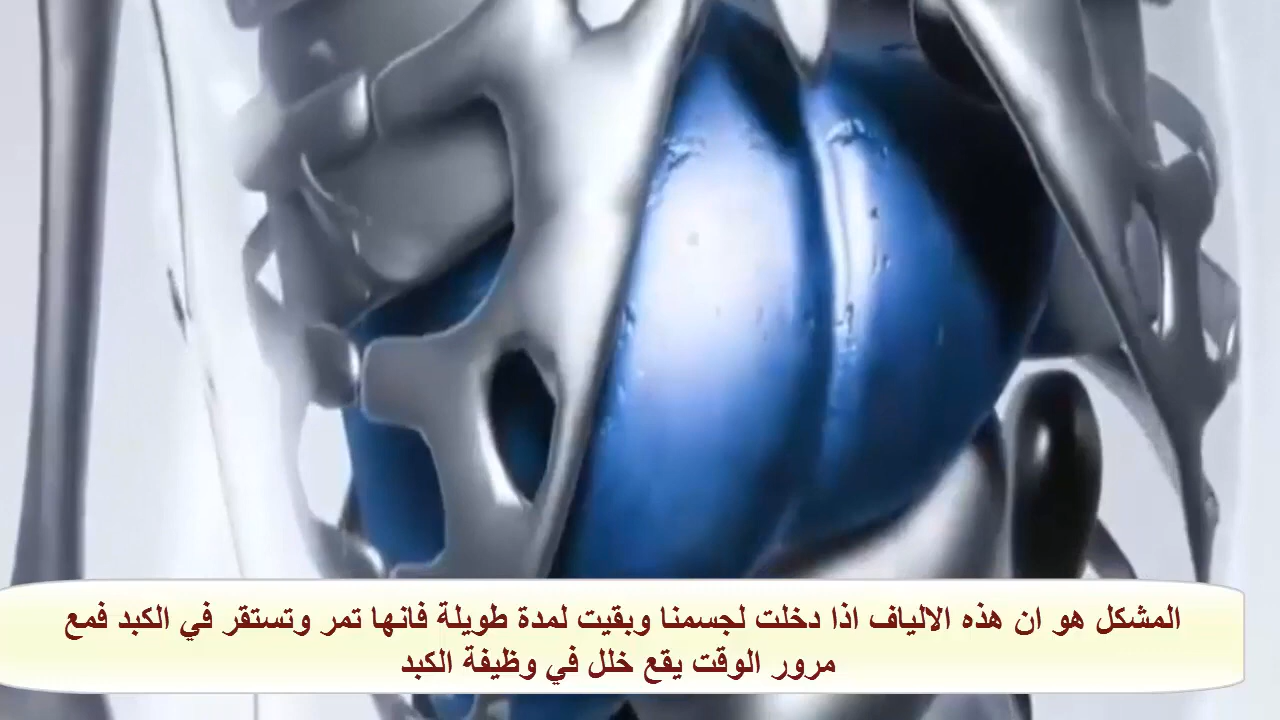 المشكل هو ان هذه الالياف اذا دخلت لجسمنا وبقيت لمدة طويلة فانها تمر وتستقر في الكبد فمع
مرور الوقت يقع خلل في وظيفة الكبد